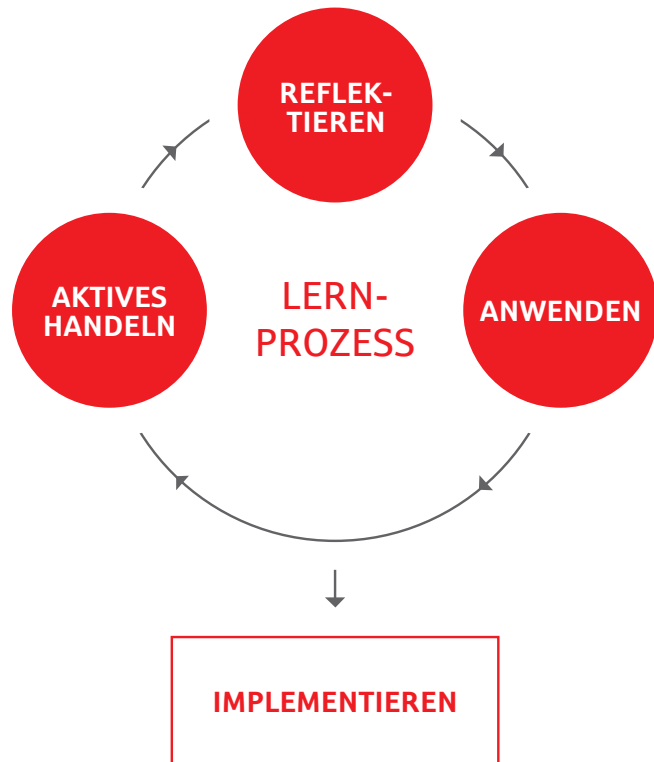 REFLEK-
TIEREN
AKTIVES
HANDELN
LERN-
PROZESS
ANWENDEN
IMPLEMENTIEREN